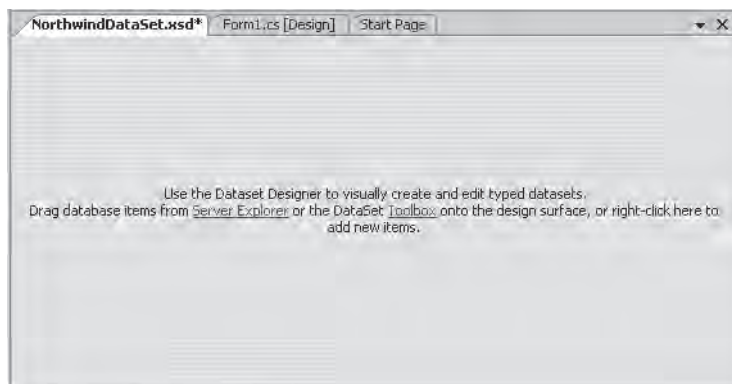 NorthwindDataSet.xsd* Form1.cs [Design] Start Page
Use the Dataset Designer to visually create and edit typed datasets.
Drag database items from Server Explorer or the DataSet Toolbox onto the design surface, or right-click here to
add new items.